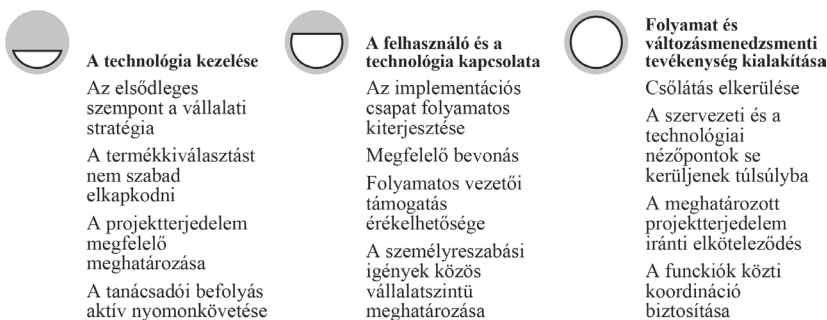 A technológia kezelése
Az elsődleges
szempont a vállalati
stratégia
A termékkiválasztást
nem szabad
elkapkodni
A projektterjedelem
megfelelő
meghatározása
A tanácsadói befolyás
aktív nyomonkövetése
A felhasználó és a
technológia kapcsolata
Az implementációs
csapat folyamatos
kiterjesztése
Megfelelő bevonás
Folyamatos vezetői
támogatás
érékelhetősége
A személyreszabási
igények közös
vállalatszintü
meghatározása
Folyamat és
változásmenedzsmenti
tevékenység kialakítása
Csőlátás elkerülése
A szervezeti és a
technológiai
nézőpontok se
kerüljenek túlsúlyba
A meghatározott
projektterjedelem
iránti elköteleződés
A funckiók közti
koordináció
biztosítása